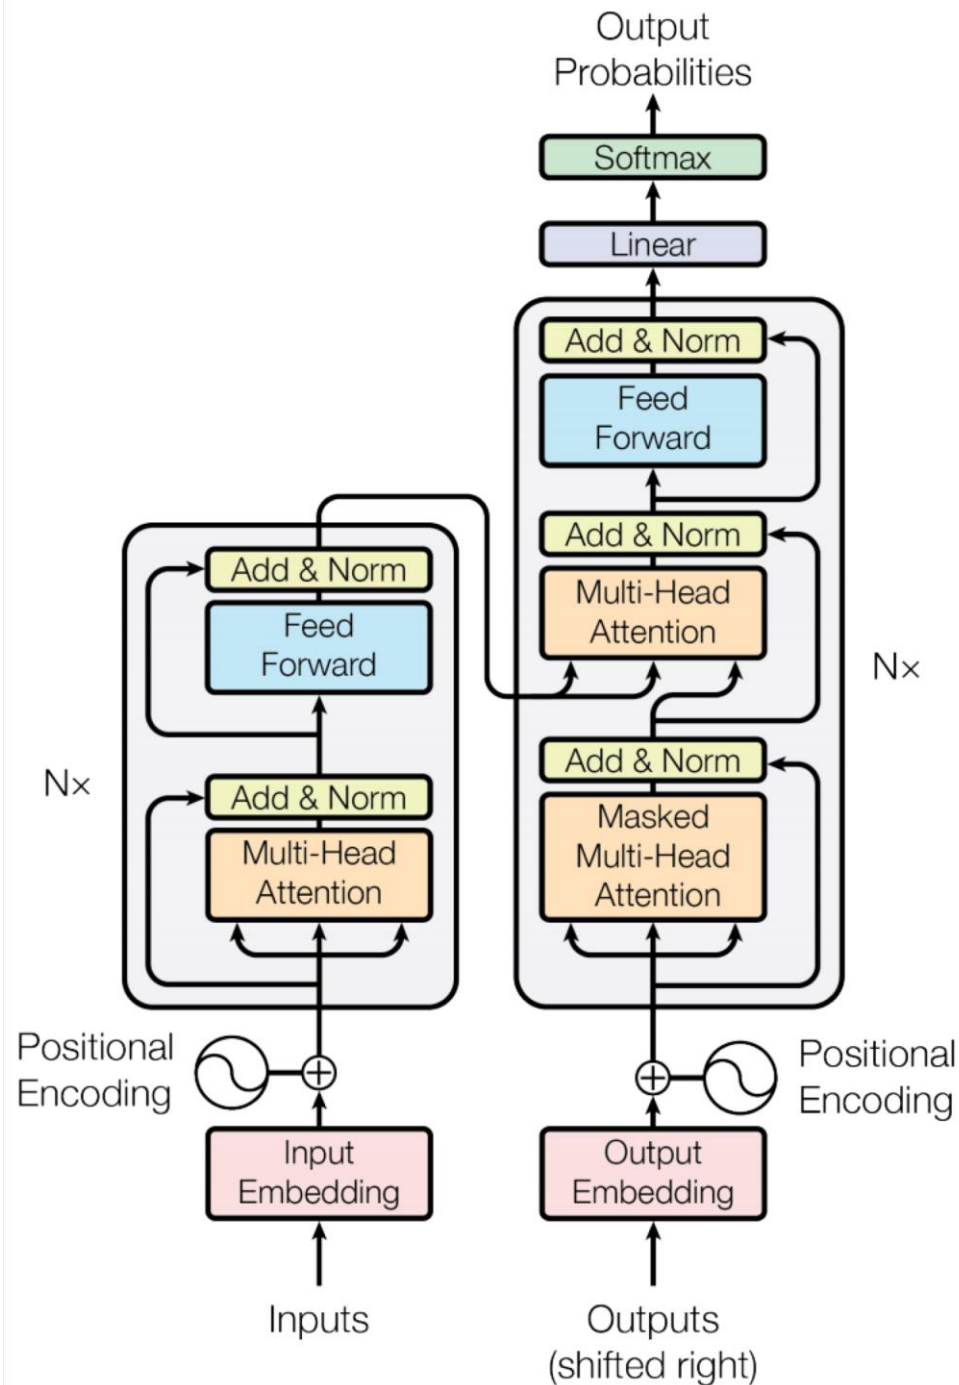 Output
Probabilities
Softmax
Linear
Add & Norm
Feed
Forward
Add & Norm
Multi-Head
Attention
Nx
Add & Norm
Masked
Multi-Head
Attention
Add & Norm
Feed
Forward
Nx
Add & Norm
Multi-Head
Attention
Positional
Encoding
Positional
Encoding
Input
Embedding
Output
Embedding
Inputs
Outputs
(shifted right)